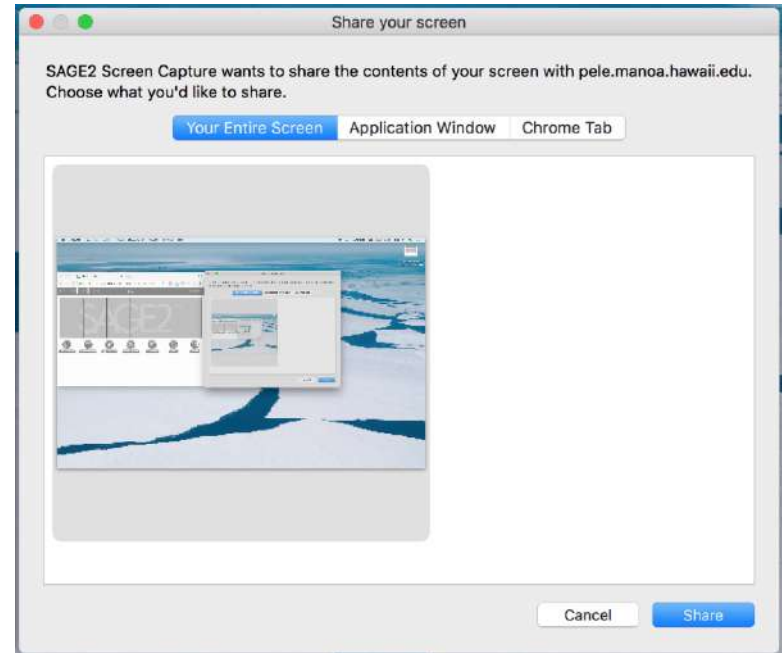 Share your screen
SAGE2 Screen Capture wants to share the contents of your screen with pele.manoa.hawaii.edu.
Choose what you'd like to share.
Your Entire Screen Application Window Chrome Tab
SAGE2
Cancel Share